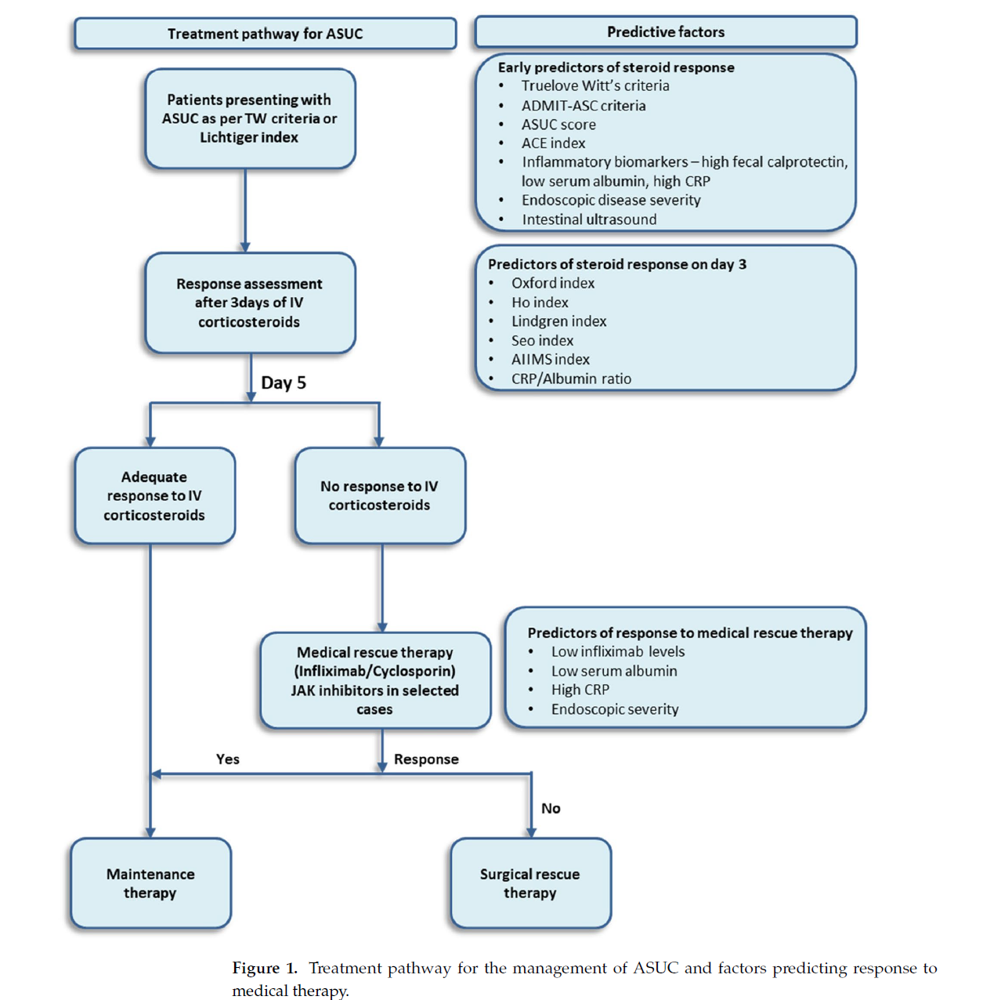 Treatment pathway for ASUC
Predictive factors
Patients presenting with
ASUC as per TW criteria or
Lichtiger index
Early predictors of steroid response
• Truelove Witt's criteria
• ADMIT-ASC criteria
• ASUC score
• ACE index
• Inflammatory biomarkers – high fecal calprotectin,
low serum albumin, high CRP
• Endoscopic disease severity
• Intestinal ultrasound
Response assessment
after 3days of IV
corticosteroids
Predictors of steroid response on day 3
• Oxford index
• Ho index
• Lindgren index
• Seo index
• AIIMS index
• CRP/Albumin ratio
Day 5
Adequate
response to IV
corticosteroids
No response to IV
corticosteroids
Medical rescue therapy
(Infliximab/Cyclosporin)
JAK inhibitors in selected
cases
Predictors of response to medical rescue therapy
• Low infliximab levels
• Low serum albumin
• High CRP
• Endoscopic severity
Yes
Response
No
Maintenance
therapy
Surgical rescue
therapy
Figure 1. Treatment pathway for the management of ASUC and factors predicting response to
medical therapy.